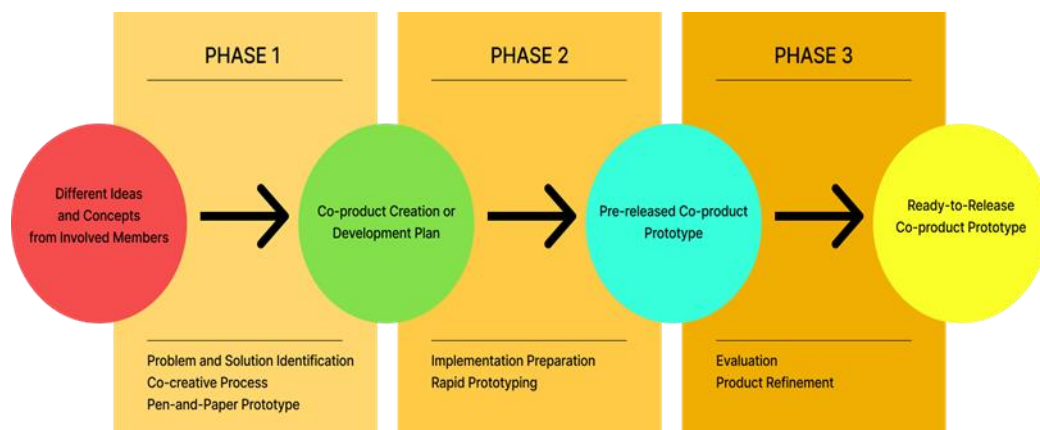 PHASE 1
PHASE 2
PHASE 3
Different Ideas
and Concepts
from Involved Members
Co-product Creation or
Development Plan
Pre-released Co-product
Prototype
Ready-to-Release
Co-product Prototype
Problem and Solution Identification
Co-creative Process
Pen-and-Paper Prototype
Implementation Preparation
Rapid Prototyping
Evaluation
Product Refinement